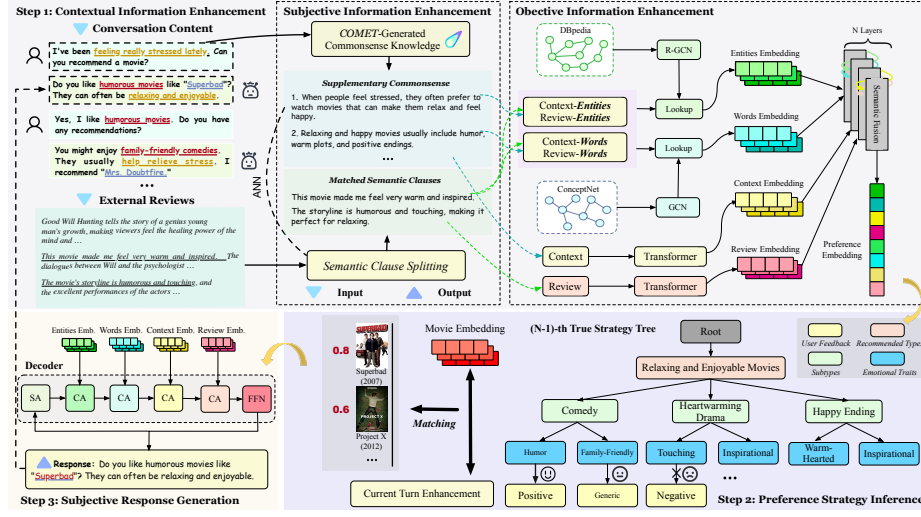 Step 1: Contextual Information Enhancement
Conversation Content
I've been feeling really stressed lately. Can
you recommend a movie?
Do you like humorous movies like "Superbad"?
They can often be relaxing and enjoyable.
Yes, I like humorous movies. Do you have
any recommendations?
You might enjoy family-friendly comedies.
They usually help relieve stress. I
recommend "Mrs. Doubtfire."
...
External Reviews
Good Will Hunting tells the story of a genius young
man's growth, making viewers feel the healing power of the
mind and ...
This movie made me feel very warm and inspired. The
dialogues between Will and the psychologist ...
The movie's storyline is humorous and touching, and
the excellent performances of the actors ...
Subjective Information Enhancement
COMET-Generated
Commonsense Knowledge
Supplementary Commonsense
1. When people feel stressed, they often prefer to
watch movies that can make them relax and feel
happy.
2. Relaxing and happy movies usually include humor,
warm plots, and positive endings.
...
Matched Semantic Clauses
This movie made me feel very warm and inspired.
The storyline is humorous and touching, making it
perfect for relaxing.
ANN
Semantic Clause Splitting
Input
Output
Obective Information Enhancement
DBpedia
R-GCN
Entities Embedding
N Layers
Context-Entities
Review-Entities
Lookup
Words Embedding
Semantic Fusion
Context-Words
Review-Words
Lookup
ConceptNet
GCN
Context Embedding
Context
Transformer
Review Embedding
Review
Transformer
Preference
Embedding
Entities Emb.
Words Emb.
Context Emb.
Review Emb.
Decoder
SA
CA
CA
CA
CA
FFN
Response: Do you like humorous movies like
"Superbad"? They can often be relaxing and enjoyable.
Step 3: Subjective Response Generation
SUPERBAD
0.8
Superbad
(2007)
0.6
PROJECT X
Project X
(2012)
...
Movie Embedding
Matching
Current Turn Enhancement
(N-1)-th True Strategy Tree
Root
User Feedback
Recommended Types
Subtypes
Emotional Traits
Relaxing and Enjoyable Movies
Comedy
Heartwarming
Drama
Happy Ending
Humor
Family-Friendly
Touching
Inspirational
Warm-
Hearted
Inspirational
...
Positive
Generic
Negative
Step 2: Preference Strategy Inference